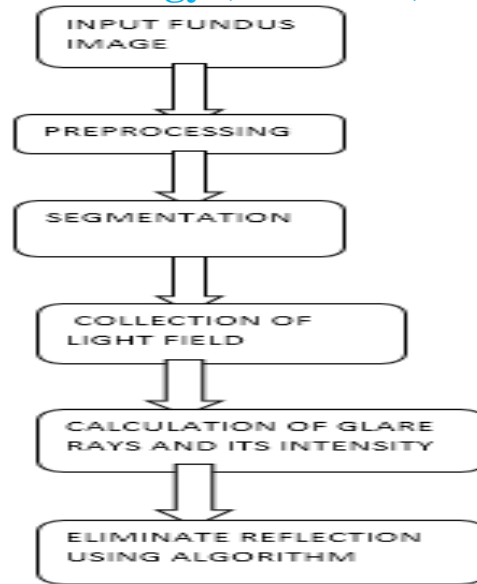 INPUT FUNDUS
IMAGE
PREPROCESSING
SEGMENTATION
COLLECTION OF
LIGHT FIELD
CALCULATION OF GLARE
RAYS AND ITS INTENSITY
ELIMINATE REFLECTION
USING ALGORITHM